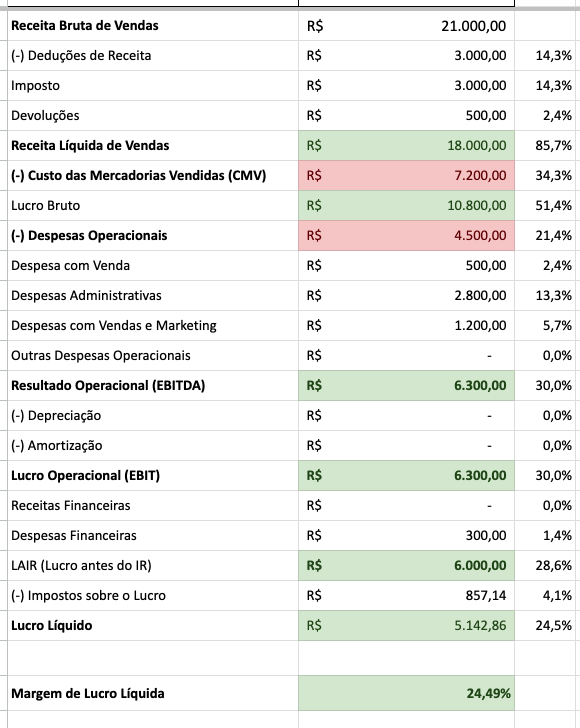 Receita Bruta de Vendas R$ 21.000,00
(-) Deduções de Receita R$ 3.000,00 14,3%
Imposto R$ 3.000,00 14,3%
Devoluções R$ 500,00 2,4%
Receita Líquida de Vendas R$ 18.000,00 85,7%
(-) Custo das Mercadorias Vendidas (CMV) R$ 7.200,00 34,3%
Lucro Bruto R$ 10.800,00 51,4%
(-) Despesas Operacionais R$ 4.500,00 21,4%
Despesa com Venda R$ 500,00 2,4%
Despesas Administrativas R$ 2.800,00 13,3%
Despesas com Vendas e Marketing R$ 1.200,00 5,7%
Outras Despesas Operacionais R$ - 0,0%
Resultado Operacional (EBITDA) R$ 6.300,00 30,0%
(-) Depreciação R$ - 0,0%
(-) Amortização R$ - 0,0%
Lucro Operacional (EBIT) R$ 6.300,00 30,0%
Receitas Financeiras R$ - 0,0%
Despesas Financeiras R$ 300,00 1,4%
LAIR (Lucro antes do IR) R$ 6.000,00 28,6%
(-) Impostos sobre o Lucro R$ 857,14 4,1%
Lucro Líquido R$ 5.142,86 24,5%
Margem de Lucro Líquida 24,49%